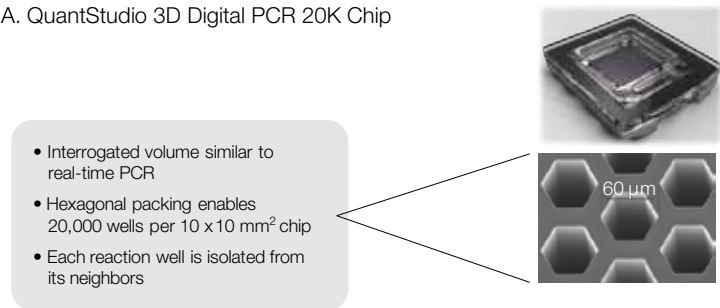 A. QuantStudio 3D Digital PCR 20K Chip
• Interrogated volume similar to
real-time PCR
• Hexagonal packing enables
20,000 wells per 10 x 10 mm² chip
• Each reaction well is isolated from
its neighbors
60 µm